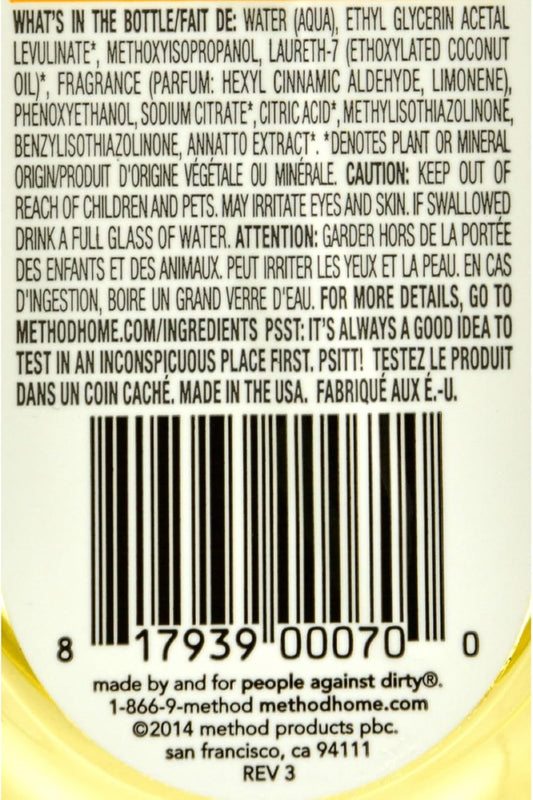 WHAT'S IN THE BOTTLE/FAIT DE: WATER (AQUA), ETHYL GLYCERIN ACETAL
LEVULINATE*, METHOXYISOPROPANOL, LAURETH-7 (ETHOXYLATED COCONUT
OIL)*, FRAGRANCE (PARFUM: HEXYL CINNAMIC ALDEHYDE, LIMONENE),
PHENOXYETHANOL, SODIUM CITRATE*, CITRIC ACID*, METHYLISOTHIAZOLINONE,
BENZYLISOTHIAZOLINONE, ANNATTO EXTRACT*. *DENOTES PLANT OR MINERAL
ORIGIN/PRODUIT D'ORIGINE VÉGÉTALE OU MINÉRALE. CAUTION: KEEP OUT OF
REACH OF CHILDREN AND PETS. MAY IRRITATE EYES AND SKIN. IF SWALLOWED
DRINK A FULL GLASS OF WATER. ATTENTION: GARDER HORS DE LA PORTÉE
DES ENFANTS ET DES ANIMAUX. PEUT IRRITER LES YEUX ET LA PEAU. EN CAS
D'INGESTION, BOIRE UN GRAND VERRE D'EAU. FOR MORE DETAILS, GO TO
METHODHOME.COM/INGREDIENTS PSST: IT'S ALWAYS A GOOD IDEA TO
TEST IN AN INCONSPICUOUS PLACE FIRST. PSITT! TESTEZ LE PRODUIT
DANS UN COIN CACHÉ. MADE IN THE USA. FABRIQUÉ AUX É.-U.
8 17939 00070 0
made by and for people against dirty®.
1-866-9-method methodhome.com
©2014 method products pbc.
san francisco, ca 94111
REV 3